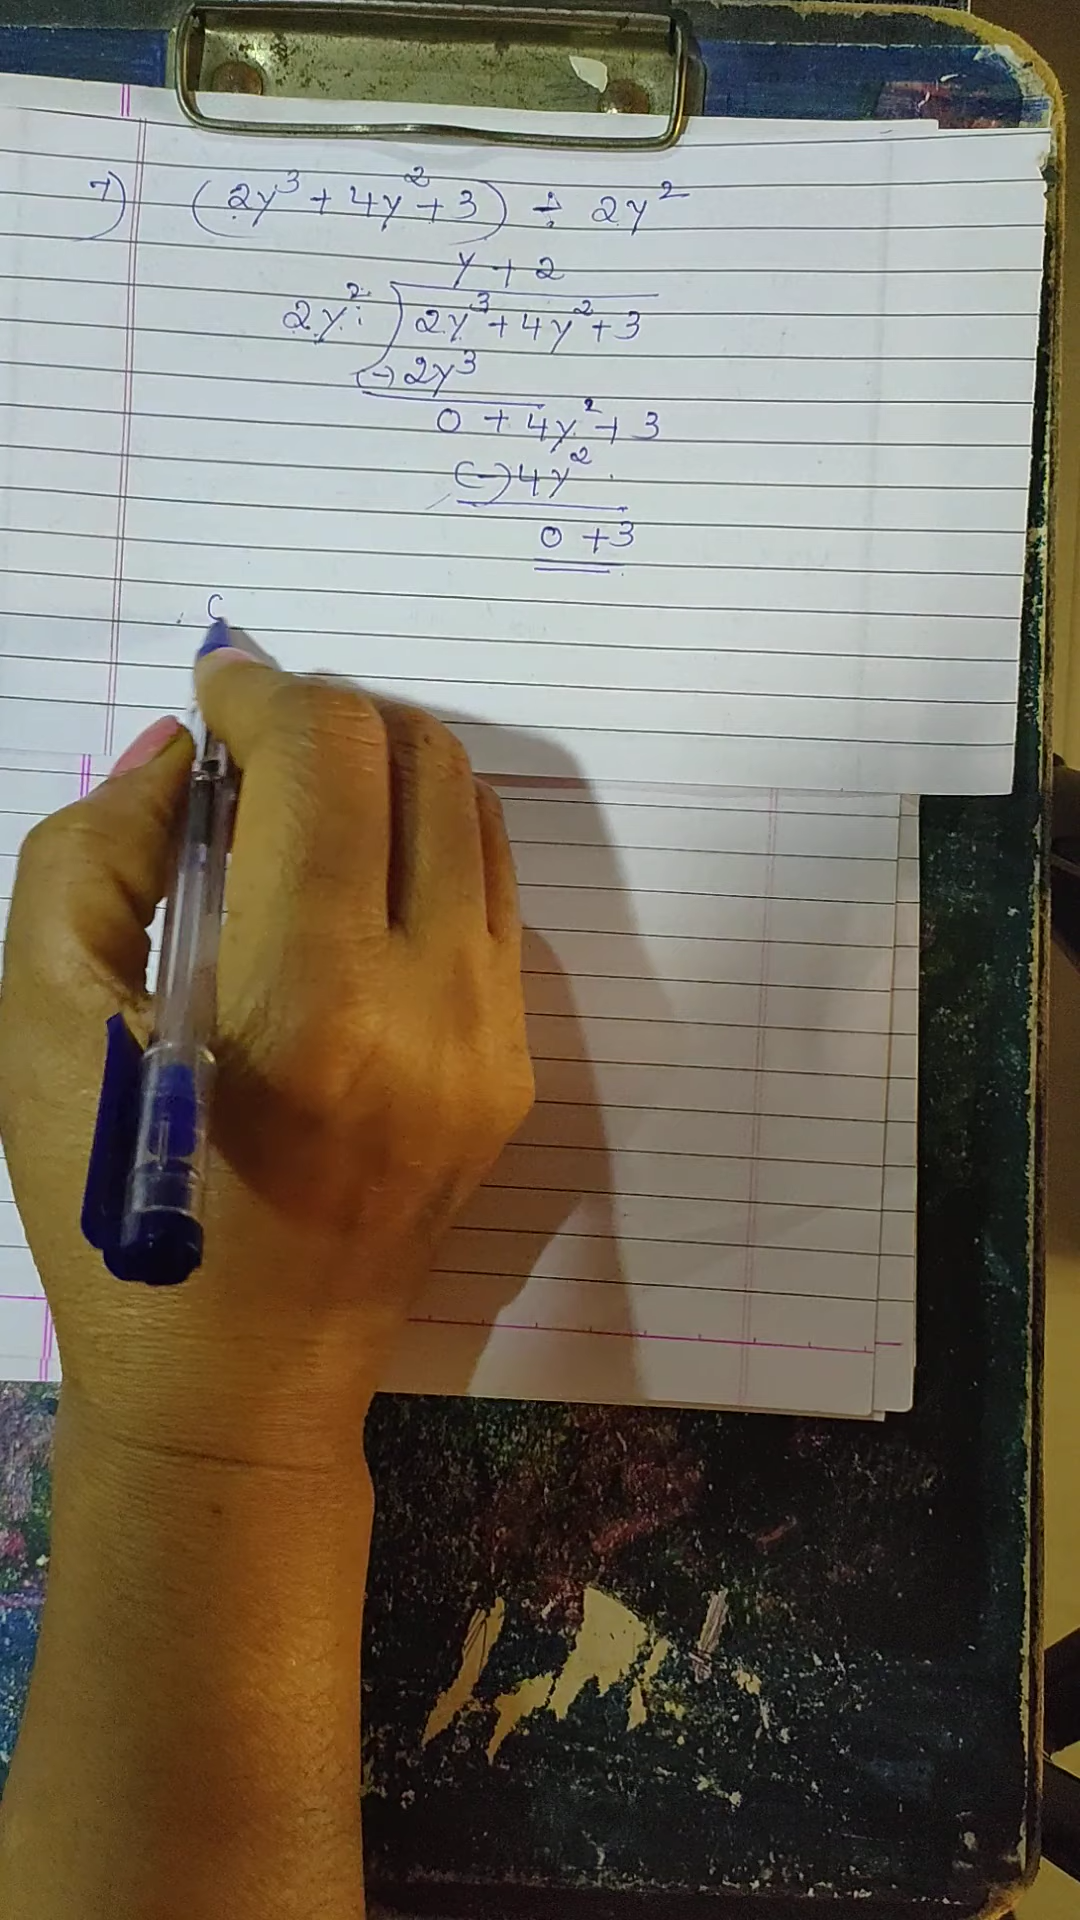 7) (2y³ + 4y² + 3) ÷ 2y²
y + 2
2y² ) 2y³ + 4y² + 3
(-) 2y³
0 + 4y² + 3
(-) 4y²
0 + 3